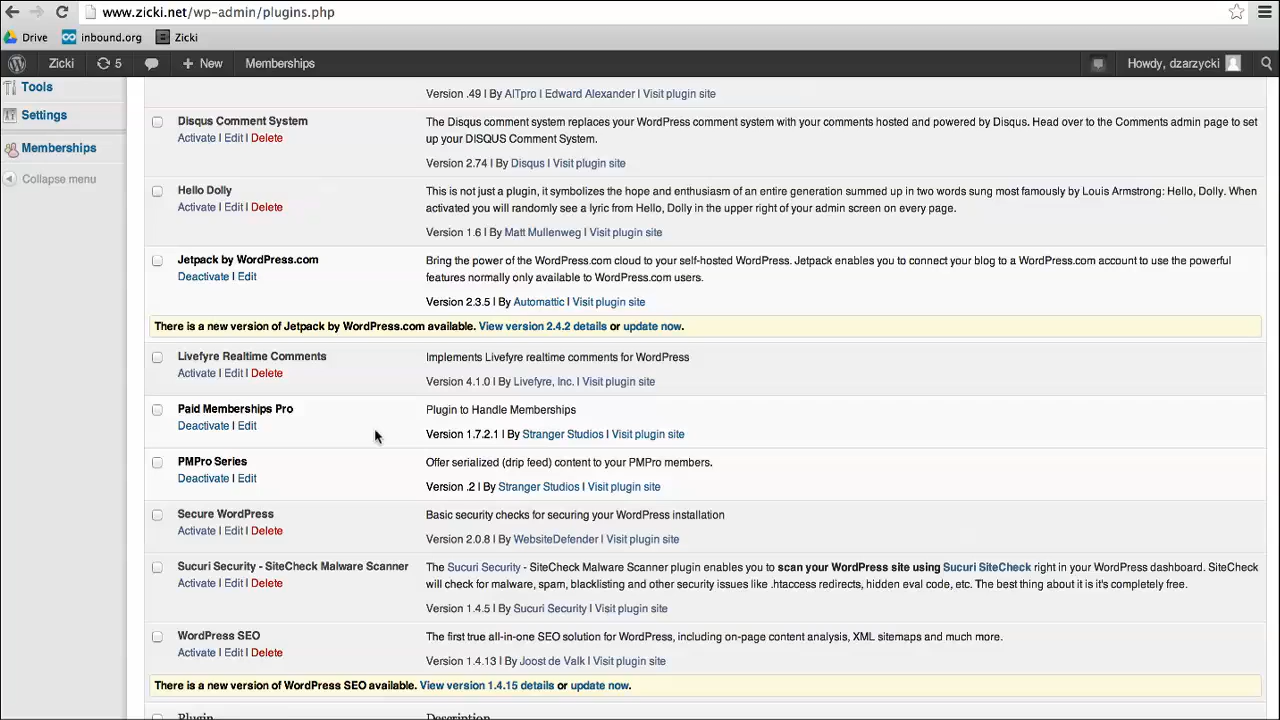 www.zicki.net/wp-admin/plugins.php
Drive inbound.org Zicki
Zicki 5 + New Memberships Howdy, dzarzycki
Tools
Settings
Memberships
Collapse menu
Version .49 | By AITpro | Edward Alexander | Visit plugin site
Disqus Comment System
Activate | Edit | Delete
The Disqus comment system replaces your WordPress comment system with your comments hosted and powered by Disqus. Head over to the Comments admin page to set
up your DISQUS Comment System.
Version 2.74 | By Disqus | Visit plugin site
Hello Dolly
Activate | Edit | Delete
This is not just a plugin, it symbolizes the hope and enthusiasm of an entire generation summed up in two words sung most famously by Louis Armstrong: Hello, Dolly. When
activated you will randomly see a lyric from Hello, Dolly in the upper right of your admin screen on every page.
Version 1.6 | By Matt Mullenweg | Visit plugin site
Jetpack by WordPress.com
Deactivate | Edit
Bring the power of the WordPress.com cloud to your self-hosted WordPress. Jetpack enables you to connect your blog to a WordPress.com account to use the powerful
features normally only available to WordPress.com users.
Version 2.3.5 | By Automattic | Visit plugin site
There is a new version of Jetpack by WordPress.com available. View version 2.4.2 details or update now.
Livefyre Realtime Comments
Activate | Edit | Delete
Implements Livefyre realtime comments for WordPress
Version 4.1.0 | By Livefyre, Inc. | Visit plugin site
Paid Memberships Pro
Deactivate | Edit
Plugin to Handle Memberships
Version 1.7.2.1 | By Stranger Studios | Visit plugin site
PMPro Series
Deactivate | Edit
Offer serialized (drip feed) content to your PMPro members.
Version .2 | By Stranger Studios | Visit plugin site
Secure WordPress
Activate | Edit | Delete
Basic security checks for securing your WordPress installation
Version 2.0.8 | By WebsiteDefender | Visit plugin site
Sucuri Security - SiteCheck Malware Scanner
Activate | Edit | Delete
The Sucuri Security - SiteCheck Malware Scanner plugin enables you to scan your WordPress site using Sucuri SiteCheck right in your WordPress dashboard. SiteCheck
will check for malware, spam, blacklisting and other security issues like .htaccess redirects, hidden eval code, etc. The best thing about it is it's completely free.
Version 1.4.5 | By Sucuri Security | Visit plugin site
WordPress SEO
Activate | Edit | Delete
The first true all-in-one SEO solution for WordPress, including on-page content analysis, XML sitemaps and much more.
Version 1.4.13 | By Joost de Valk | Visit plugin site
There is a new version of WordPress SEO available. View version 1.4.15 details or update now.
Plugin Description